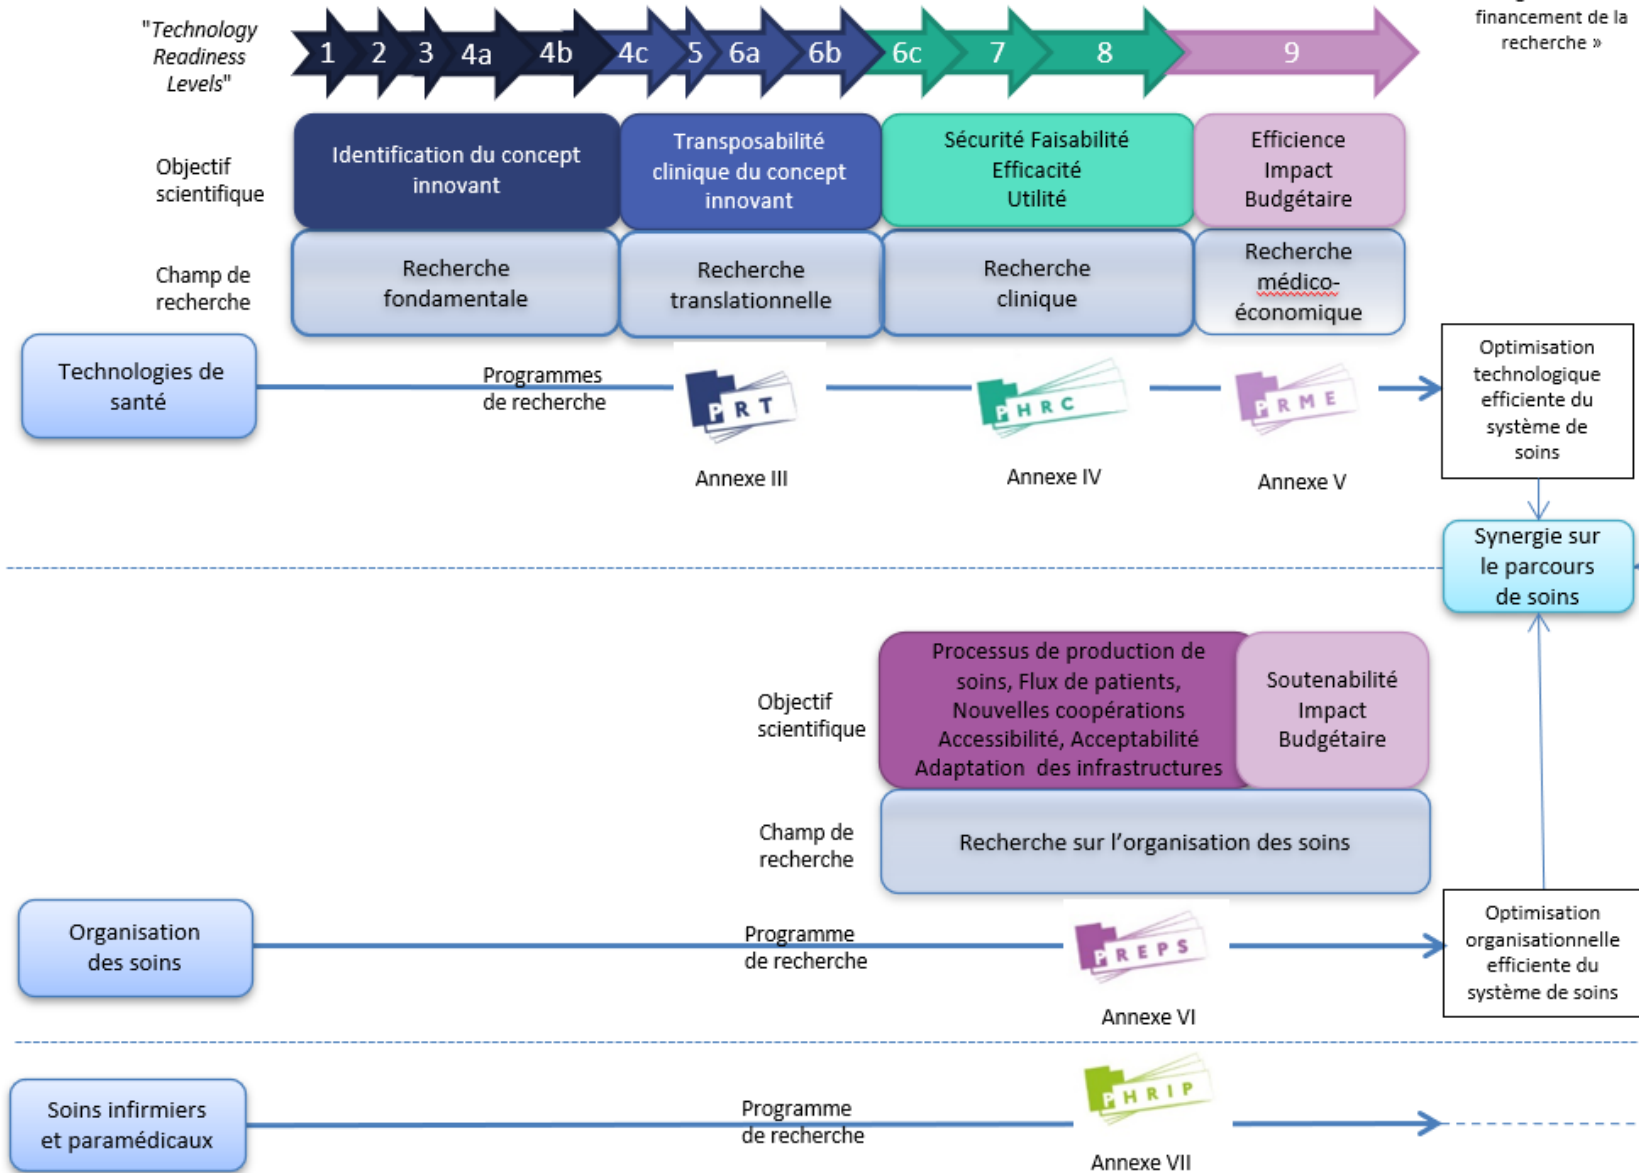 financement de la
recherche »
"Technology
Readiness
Levels"
1 2 3 4a 4b 4c 5 6a 6b 6c 7 8 9
Objectif
scientifique
Identification du concept
innovant
Transposabilité
clinique du concept
innovant
Sécurité Faisabilité
Efficacité
Utilité
Efficience
Impact
Budgétaire
Champ de
recherche
Recherche
fondamentale
Recherche
translationnelle
Recherche
clinique
Recherche
médico-
économique
Technologies de
santé
Programmes
de recherche
PRT
Annexe III
PHRC
Annexe IV
PRME
Annexe V
Optimisation
technologique
efficiente du
système de
soins
Synergie sur
le parcours
de soins
Objectif
scientifique
Processus de production de
soins, Flux de patients,
Nouvelles coopérations
Accessibilité, Acceptabilité
Adaptation des infrastructures
Soutenabilité
Impact
Budgétaire
Champ de
recherche
Recherche sur l’organisation des soins
Organisation
des soins
Programme
de recherche
PREPS
Annexe VI
Optimisation
organisationnelle
efficiente du
système de soins
Soins infirmiers
et paramédicaux
Programme
de recherche
PHRIP
Annexe VII